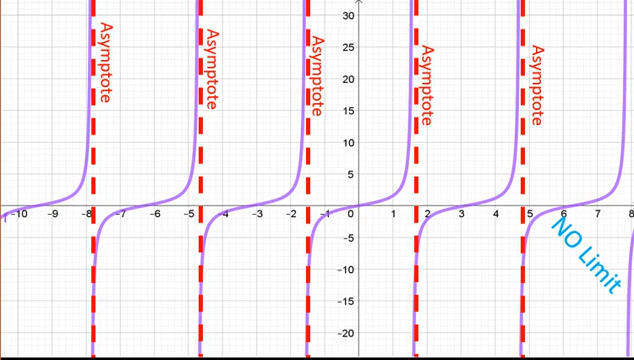 30
25
20
15
10
5
-5
-10
-15
-20
-10 -9 -8 -7 -6 -5 -4 -3 -2 -1 0 1 2 3 4 5 6 7 8
Asymptote
Asymptote
Asymptote
Asymptote
Asymptote
NO Limit